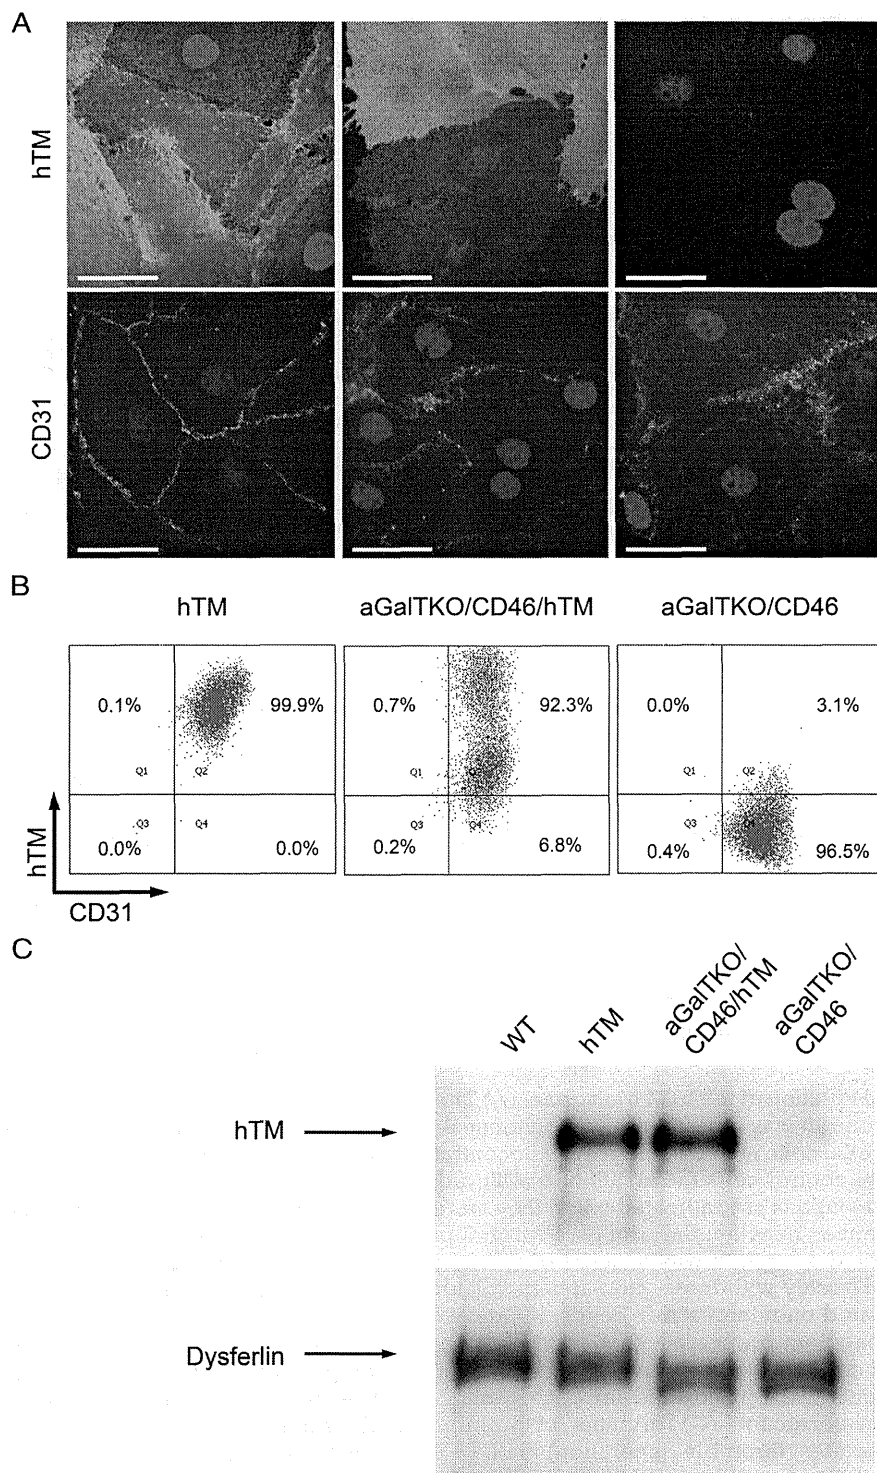 A
hTM
CD31
B
hTM
aGalTKO/CD46/hTM
aGalTKO/CD46
0.1%
99.9%
Q1
Q2
Q3
Q4
0.0%
0.0%
0.7%
92.3%
Q1
Q3
Q4
0.2%
6.8%
0.0%
3.1%
Q1
Q2
Q3
0.4%
96.5%
hTM
CD31
C
WT
hTM
aGalTKO/
CD46/hTM
aGalTKO/
CD46
hTM
Dysferlin